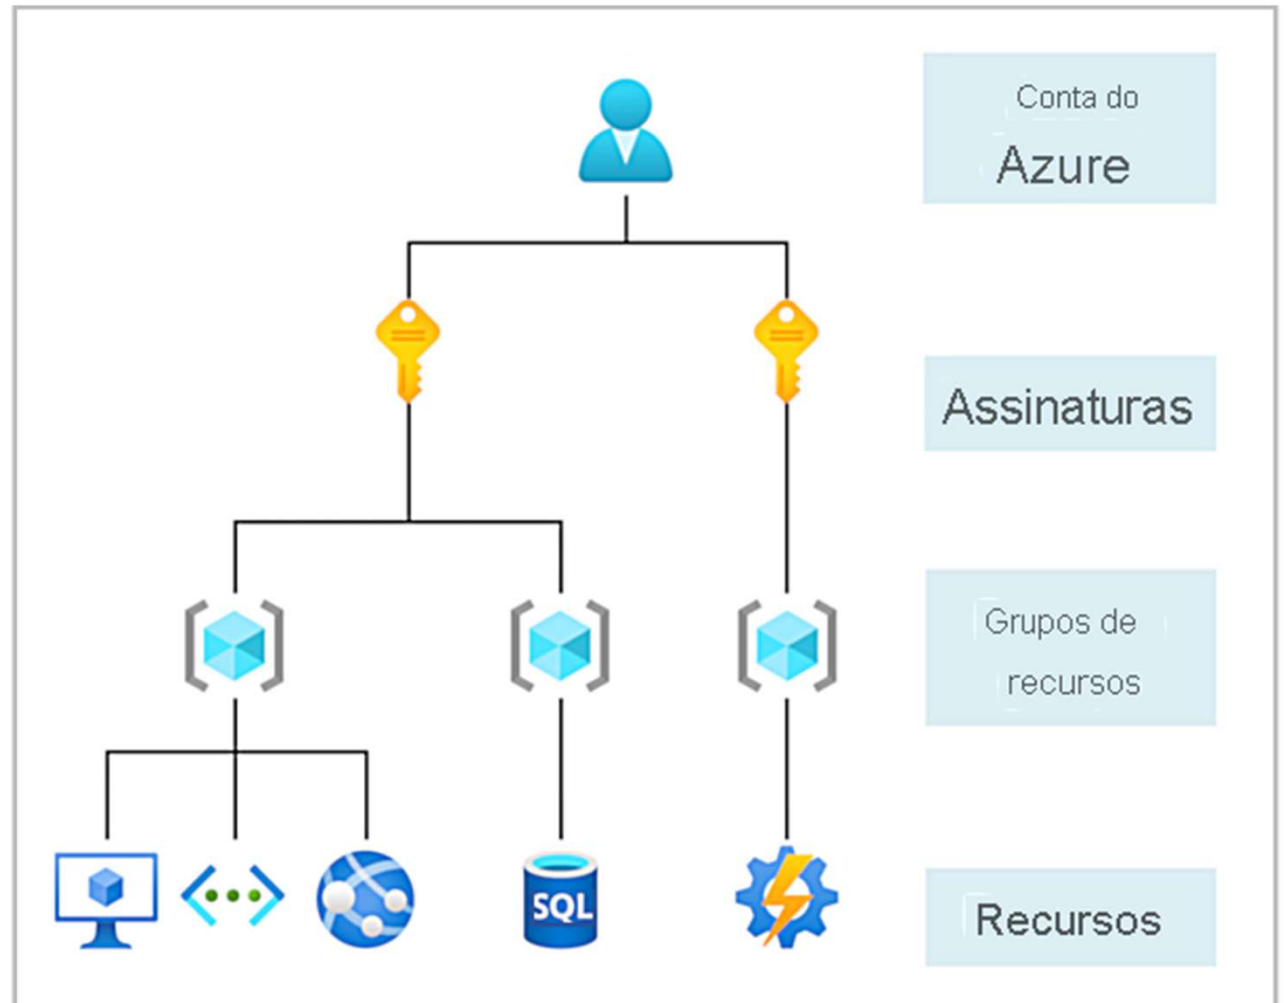 Conta do
Azure
Assinaturas
Grupos de
recursos
SQL
Recursos